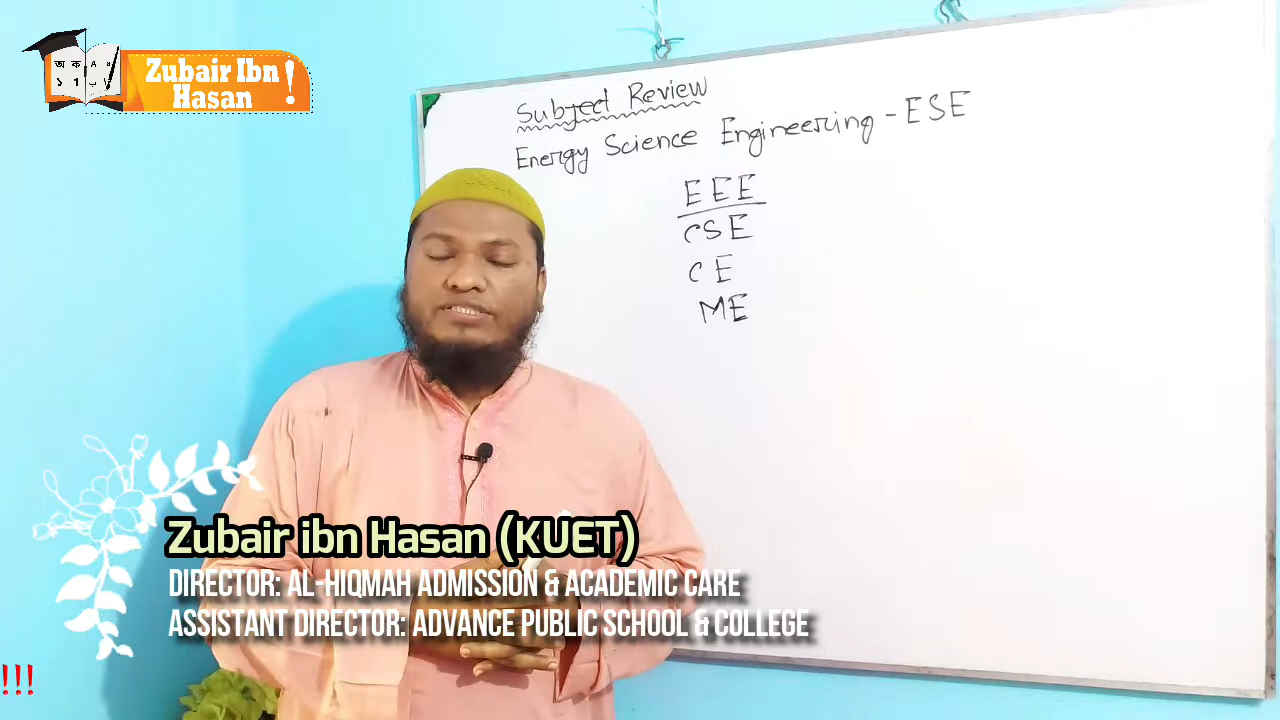 Zubair Ibn
Hasan !
Subject Review
Energy Science Engineering - ESE
EEE
CSE
CE
ME
Zubair ibn Hasan (KUET)
DIRECTOR: AL-HIQMAH ADMISSION & ACADEMIC CARE
ASSISTANT DIRECTOR: ADVANCE PUBLIC SCHOOL & COLLEGE
!!!